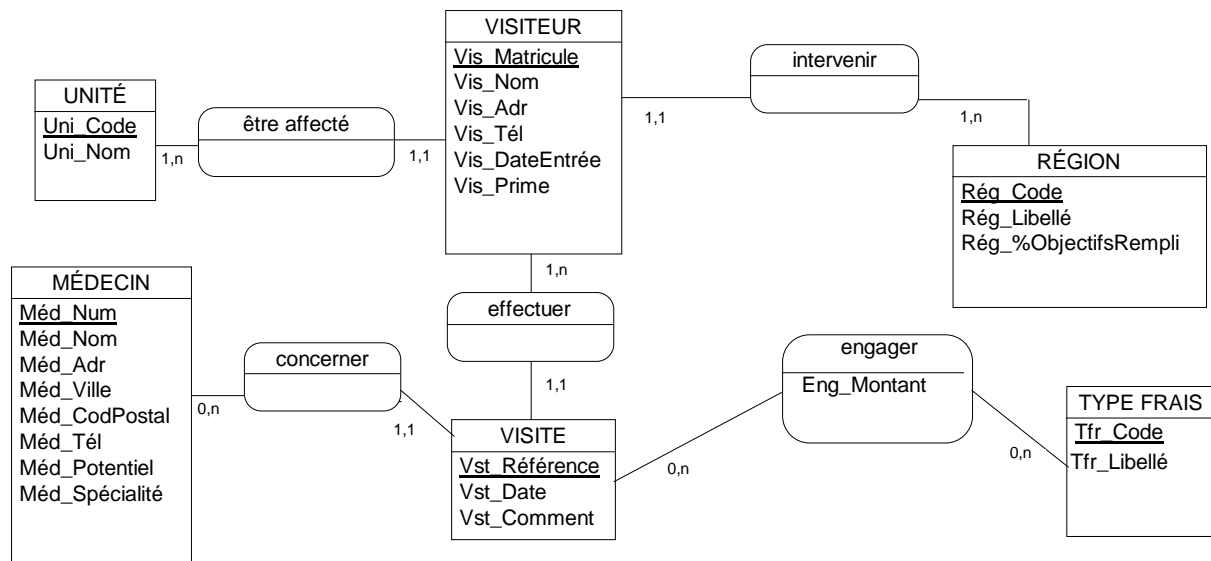 VISITEUR
Vis_Matricule
Vis_Nom
Vis_Adr
Vis_Tél
Vis_DateEntrée
Vis_Prime
intervenir
1,1
1,n
UNITÉ
Uni_Code
Uni_Nom
être affecté
1,n
1,1
RÉGION
Rég_Code
Rég_Libellé
Rég_%ObjectifsRempli
1,n
effectuer
1,1
MÉDECIN
Méd_Num
Méd_Nom
Méd_Adr
Méd_Ville
Méd_CodPostal
Méd_Tél
Méd_Potentiel
Méd_Spécialité
concerner
0,n
1,1
VISITE
Vst_Référence
Vst_Date
Vst_Comment
engager
Eng_Montant
0,n
0,n
TYPE FRAIS
Tfr_Code
Tfr_Libellé